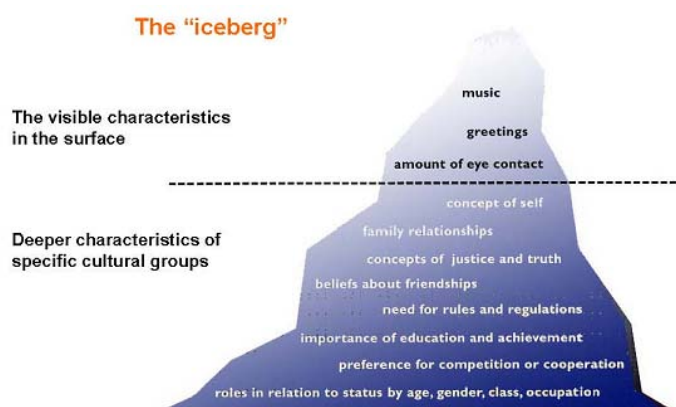 The “iceberg”
The visible characteristics
in the surface
music
greetings
amount of eye contact
Deeper characteristics of
specific cultural groups
concept of self
family relationships
concepts of justice and truth
beliefs about friendships
need for rules and regulations
importance of education and achievement
preference for competition or cooperation
roles in relation to status by age, gender, class, occupation